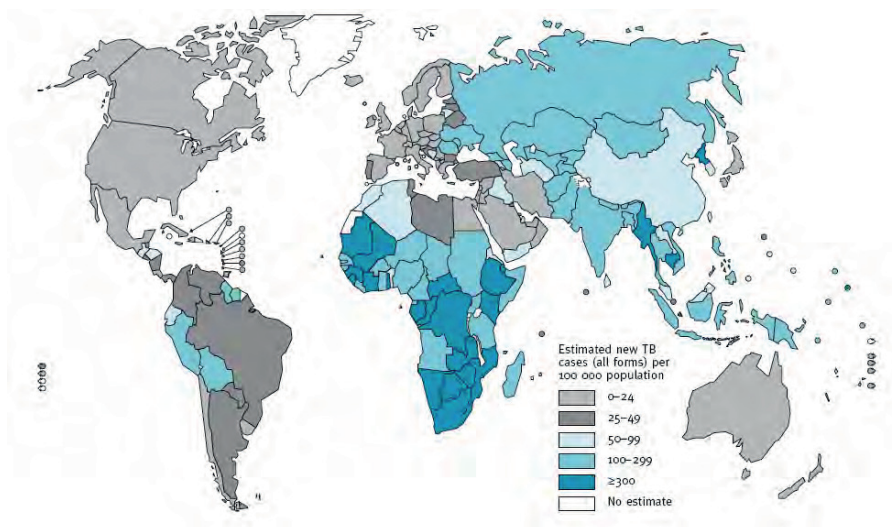 Estimated new TB
cases (all forms) per
100 000 population
0–24
25–49
50–99
100–299
≥300
No estimate